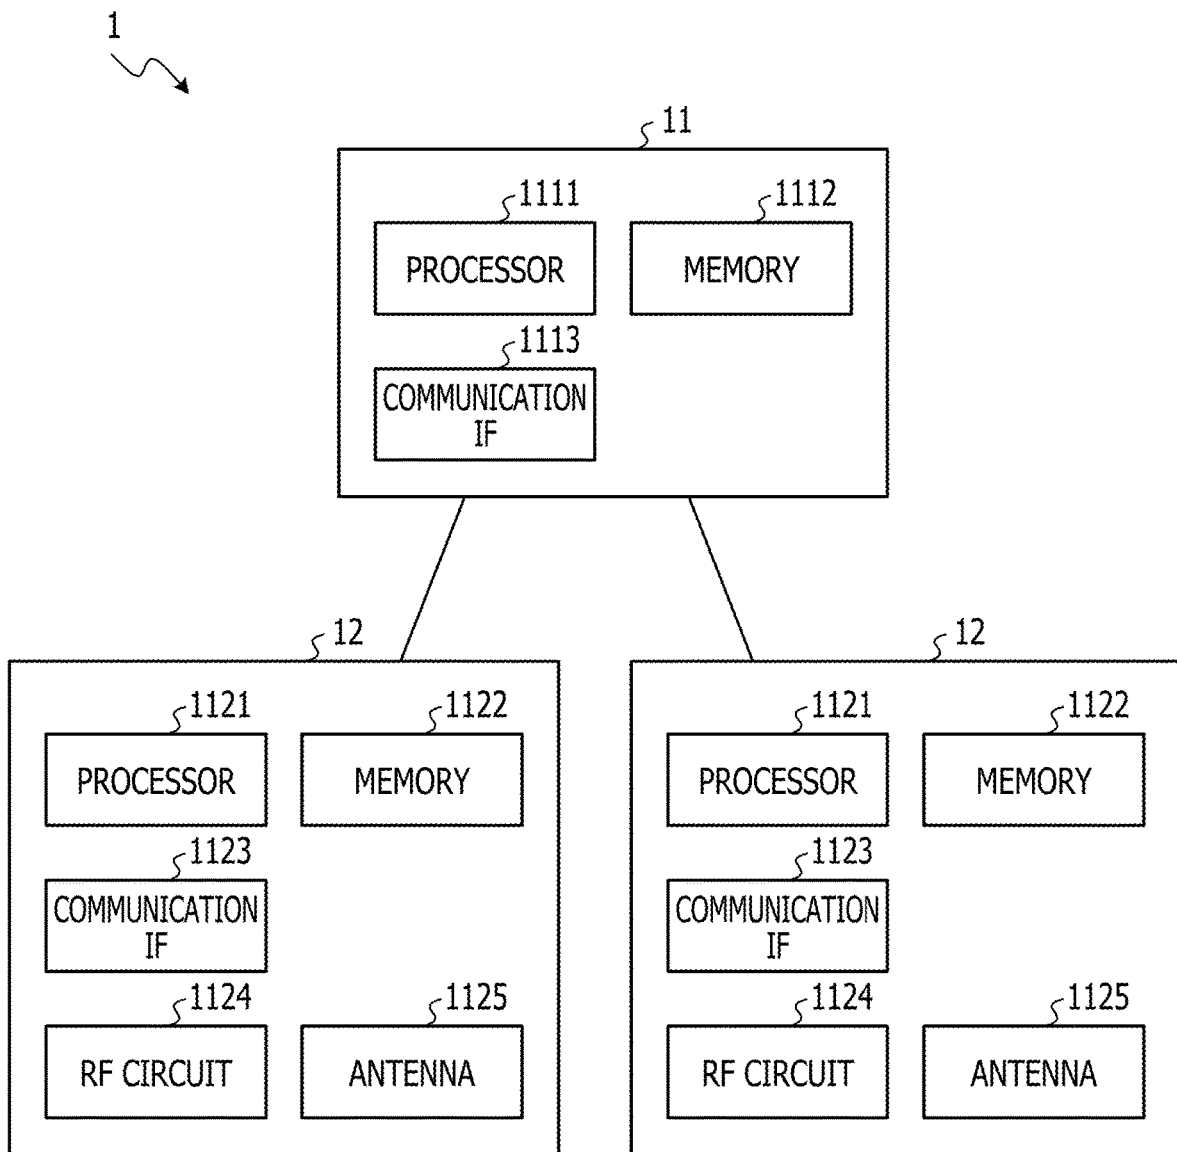 1
11
1111 1112
PROCESSOR MEMORY
1113
COMMUNICATION
IF
12 12
1121 1122 1121 1122
PROCESSOR MEMORY PROCESSOR MEMORY
1123 1123
COMMUNICATION COMMUNICATION
IF IF
1124 1125 1124 1125
RF CIRCUIT ANTENNA RF CIRCUIT ANTENNA